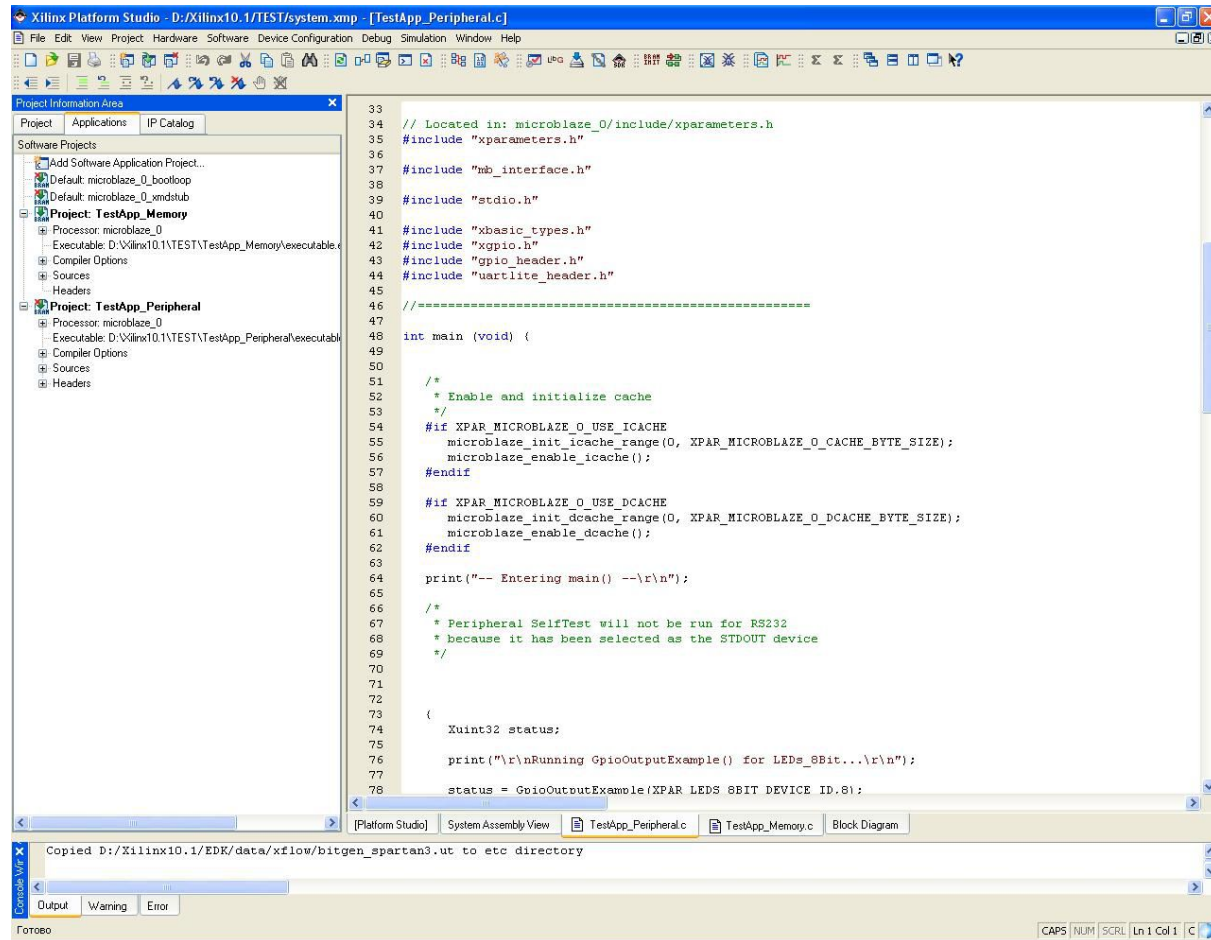 Xilinx Platform Studio - D:/Xilinx10.1/TEST/system.xmp - [TestApp_Peripheral.c]
File Edit View Project Hardware Software Device Configuration Debug Simulation Window Help
Project Information Area
Project Applications IP Catalog
Software Projects
Add Software Application Project...
Default: microblaze_0_bootloop
Default: microblaze_0_xmdstub
Project: TestApp_Memory
Processor: microblaze_0
Executable: D:\Xilinx10.1\TEST\TestApp_Memory\executable.e
Compiler Options
Sources
Headers
Project: TestApp_Peripheral
Processor: microblaze_0
Executable: D:\Xilinx10.1\TEST\TestApp_Peripheral\executabl
Compiler Options
Sources
Headers
33
34 // Located in: microblaze_0/include/xparameters.h
35 #include "xparameters.h"
36
37 #include "mb_interface.h"
38
39 #include "stdio.h"
40
41 #include "xbasic_types.h"
42 #include "xgpio.h"
43 #include "gpio_header.h"
44 #include "uartlite_header.h"
45
46 //====================================================
47
48 int main (void) {
49
50
51 /*
52 * Enable and initialize cache
53 */
54 #if XPAR_MICROBLAZE_0_USE_ICACHE
55 microblaze_init_icache_range(0, XPAR_MICROBLAZE_0_CACHE_BYTE_SIZE);
56 microblaze_enable_icache();
57 #endif
58
59 #if XPAR_MICROBLAZE_0_USE_DCACHE
60 microblaze_init_dcache_range(0, XPAR_MICROBLAZE_0_DCACHE_BYTE_SIZE);
61 microblaze_enable_dcache();
62 #endif
63
64 print("-- Entering main() --\r\n");
65
66 /*
67 * Peripheral SelfTest will not be run for RS232
68 * because it has been selected as the STDOUT device
69 */
70
71
72
73 {
74 Xuint32 status;
75
76 print("\r\nRunning GpioOutputExample() for LEDs_8Bit...\r\n");
77
78 status = GpioOutputExample(XPAR_LEDS_8BIT_DEVICE_ID,8);
[Platform Studio] System Assembly View TestApp_Peripheral.c TestApp_Memory.c Block Diagram
Copied D:/Xilinx10.1/EDK/data/xflow/bitgen_spartan3.ut to etc directory
Output Warning Error
Готово CAPS NUM SCRL Ln 1 Col 1 C